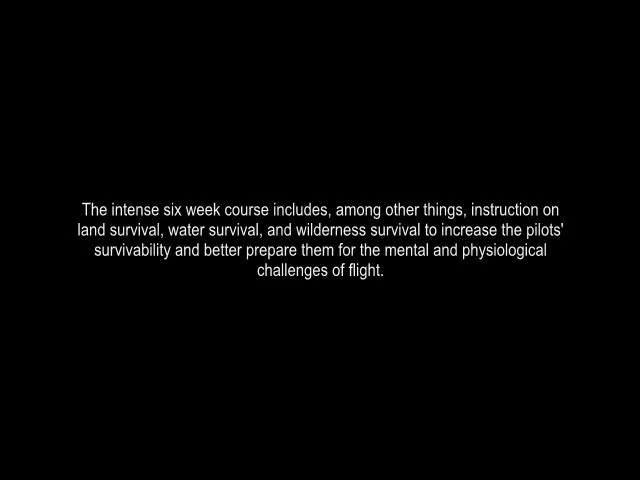 The intense six week course includes, among other things, instruction on
land survival, water survival, and wilderness survival to increase the pilots'
survivability and better prepare them for the mental and physiological
challenges of flight.